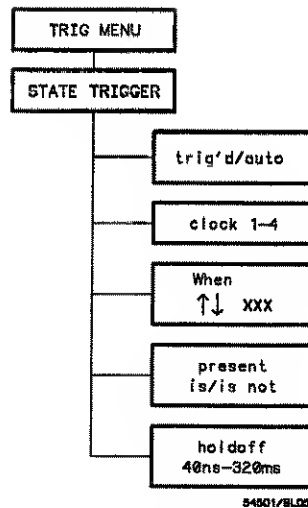 TRIG MENU
STATE TRIGGER
trig'd/auto
clock 1-4
When
↑↓ XXX
present
is/is not
holdoff
40ns-320ms